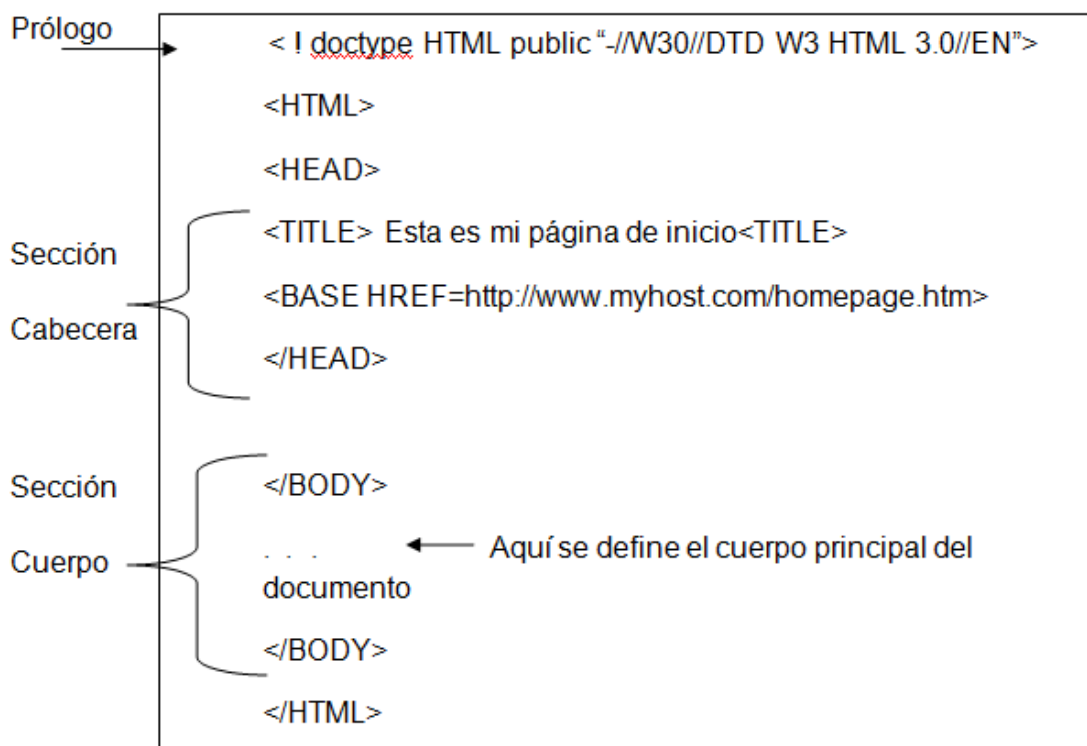 Prólogo
< ! doctype HTML public “-//W30//DTD W3 HTML 3.0//EN”>
<HTML>
<HEAD>
<TITLE> Esta es mi página de inicio<TITLE>
Sección
<BASE HREF=http://www.myhost.com/homepage.htm>
Cabecera
</HEAD>
Sección
</BODY>
. . . Aquí se define el cuerpo principal del
Cuerpo
documento
</BODY>
</HTML>